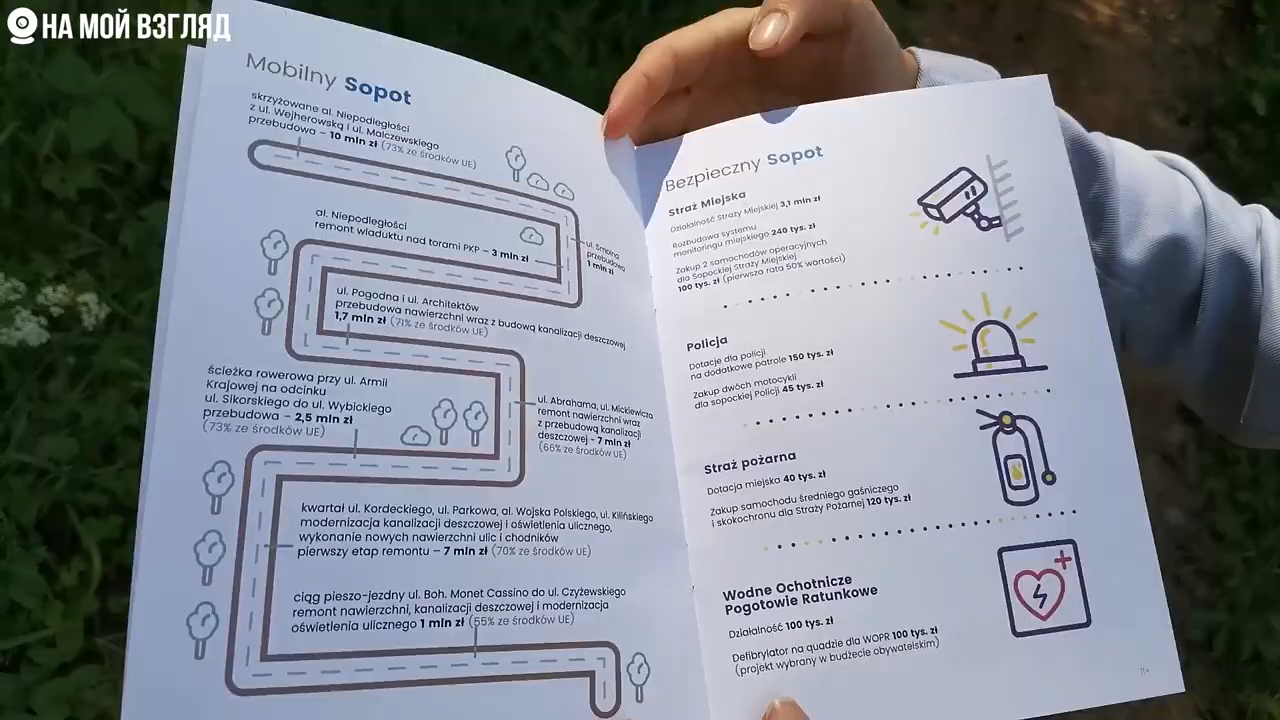 НА МОЙ ВЗГЛЯД
Mobilny Sopot
skrzyżowane al. Niepodległości
z ul. Wejherowską i ul. Malczewskiego
przebudowa – 10 mln zł (73% ze środków UE)
al. Niepodległości
remont wiaduktu nad torami PKP – 3 mln zł
ul. Smolna
przebudowa
1 mln zł
ul. Pogodna i ul. Architektów
przebudowa nawierzchni wraz z budową kanalizacji deszczowej
1,7 mln zł (71% ze środków UE)
ścieżka rowerowa przy ul. Armii
Krajowej na odcinku
ul. Sikorskiego do ul. Wybickiego
przebudowa – 2,5 mln zł
(73% ze środków UE)
ul. Abrahama, ul. Mickiewicza
remont nawierzchni wraz
z przebudową kanalizacji
deszczowej - 7 mln zł
(66% ze środków UE)
kwartał ul. Kordeckiego, ul. Parkowa, al. Wojska Polskiego, ul. Kilińskiego
modernizacja kanalizacji deszczowej i oświetlenia ulicznego,
wykonanie nowych nawierzchni ulic i chodników
pierwszy etap remontu – 7 mln zł (70% ze środków UE)
ciąg pieszo-jezdny ul. Boh. Monet Cassino do ul. Czyżewskiego
remont nawierzchni, kanalizacji deszczowej i modernizacja
oświetlenia ulicznego 1 mln zł (55% ze środków UE)
Bezpieczny Sopot
Straż Miejska
Działalność Straży Miejskiej 3,1 mln zł
Rozbudowa systemu
monitoringu miejskiego 240 tys. zł
Zakup 2 samochodów operacyjnych
dla Sopockiej Straży Miejskiej
100 tys. zł (pierwsza rata 50% wartości)
Policja
Dotacje dla policji
na dodatkowe patrole 150 tys. zł
Zakup dwóch motocykli
dla sopockiej Policji 45 tys. zł
Straż pożarna
Dotacja miejska 40 tys. zł
Zakup samochodu średniego gaśniczego
i skokochronu dla Straży Pożarnej 120 tys. zł
Wodne Ochotnicze
Pogotowie Ratunkowe
Działalność 100 tys. zł
Defibrylator na quadzie dla WOPR 100 tys. zł
(projekt wybrany w budżecie obywatelskim)
11